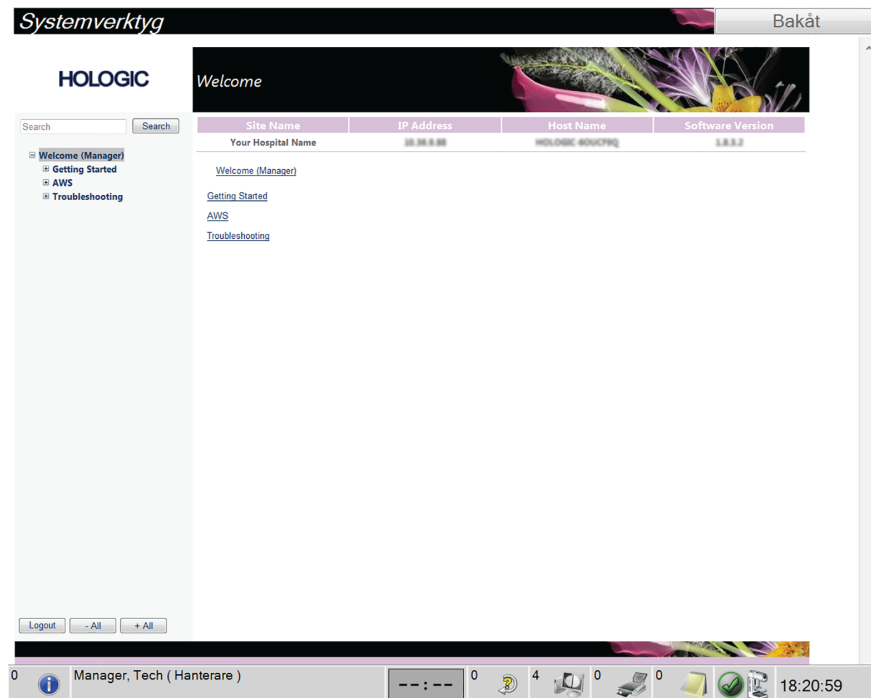 Systemverktyg
Bakåt
HOLOGIC
Welcome
Search Search
Site Name IP Address Host Name Software Version
Your Hospital Name
Welcome (Manager)
Getting Started
AWS
Troubleshooting
Welcome (Manager)
Getting Started
AWS
Troubleshooting
Logout - All + All
0 Manager, Tech ( Hanterare ) --:-- 0 4 0 0 18:20:59